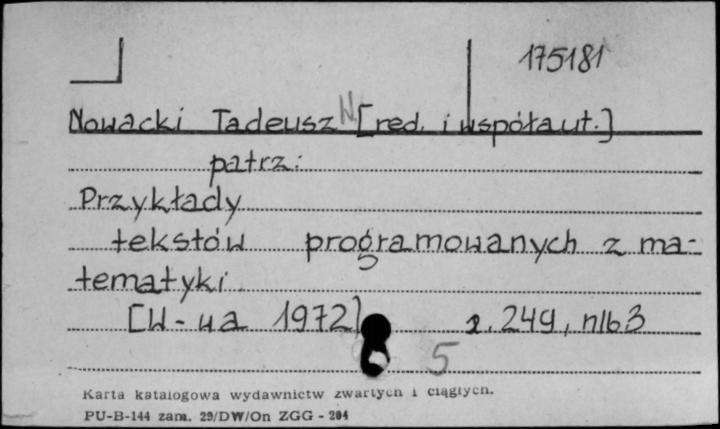 175181
Nowacki Tadeusz W. [red. i współaut.]
patrz:
Przykłady
tekstów programowanych z ma-
tematyki.
[W-wa 1972] s. 249, nlb 3
5
Karta katalogowa wydawnictw zwartych i ciągłych.
PU-B-144 zam. 29/DW/On ZGG - 204